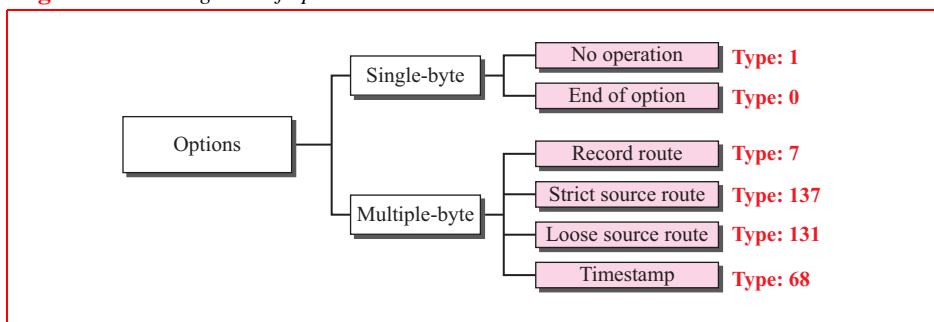 No operation Type: 1
Single-byte
End of option Type: 0
Options
Record route Type: 7
Strict source route Type: 137
Multiple-byte
Loose source route Type: 131
Timestamp Type: 68